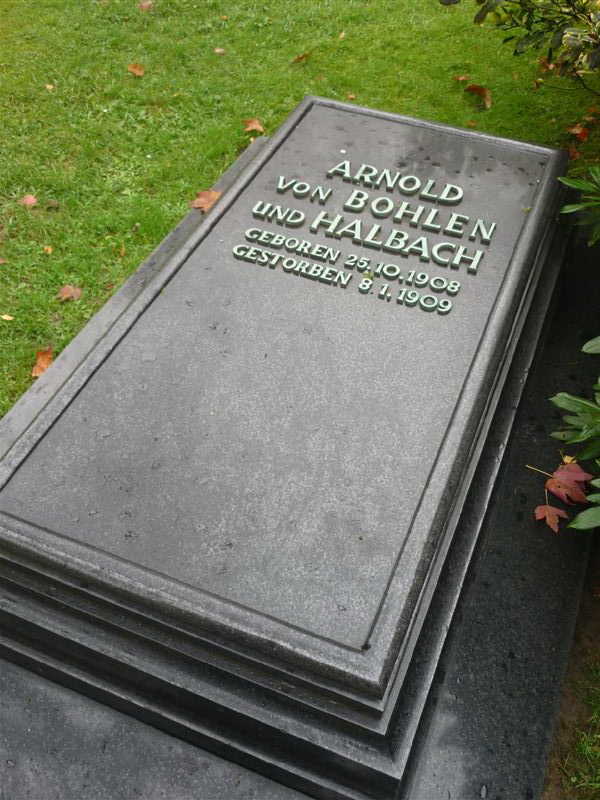 ARNOLD
VON BOHLEN
UND HALBACH
GEBOREN 25.10.1908
GESTORBEN 8.1.1909